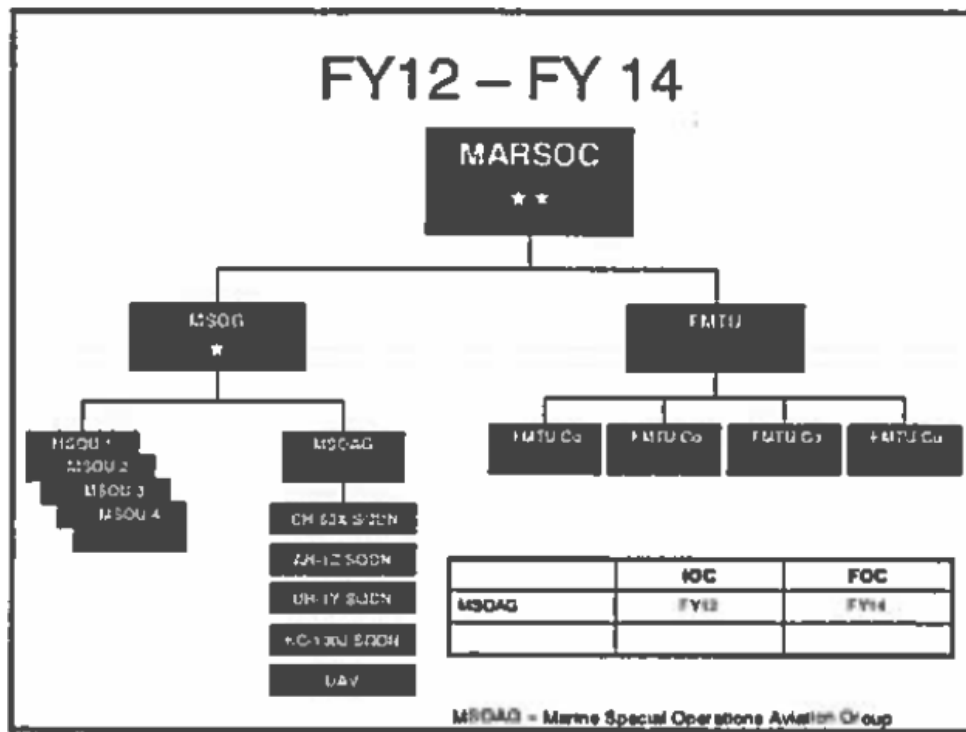 FY12 – FY 14
MARSOC
★ ★
MSOG
★
FMTU
MSOU 1
MSOU 2
MSOU 3
MSOU 4
MSOAG
FMTU Co
FMTU Co
FMTU Co
FMTU Co
SQDN
AH-1Z SQDN
UH-1Y SQDN
SQDN
UAV
IOC FOC
MSOAG FY12 FY14
MSOAG – Marine Special Operations Aviation Group